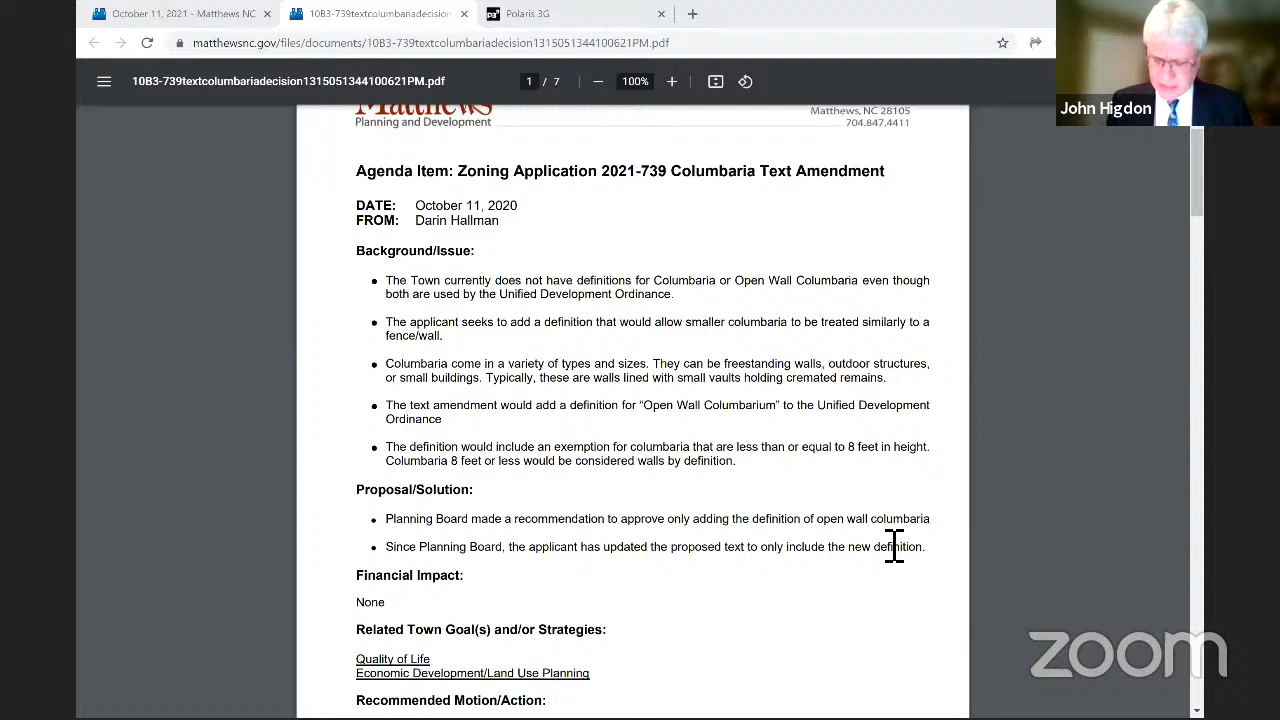 October 11, 2021 - Matthews NC
10B3-739textcolumbariadecision
Polaris 3G
matthewsnc.gov/files/documents/10B3-739textcolumbariadecision1315051344100621PM.pdf
10B3-739textcolumbariadecision1315051344100621PM.pdf
1 / 7
100%
John Higdon
Matthews
Planning and Development
Matthews, NC 28105
704.847.4411
Agenda Item: Zoning Application 2021-739 Columbaria Text Amendment
DATE: October 11, 2020
FROM: Darin Hallman
Background/Issue:
• The Town currently does not have definitions for Columbaria or Open Wall Columbaria even though
both are used by the Unified Development Ordinance.
• The applicant seeks to add a definition that would allow smaller columbaria to be treated similarly to a
fence/wall.
• Columbaria come in a variety of types and sizes. They can be freestanding walls, outdoor structures,
or small buildings. Typically, these are walls lined with small vaults holding cremated remains.
• The text amendment would add a definition for “Open Wall Columbarium” to the Unified Development
Ordinance
• The definition would include an exemption for columbaria that are less than or equal to 8 feet in height.
Columbaria 8 feet or less would be considered walls by definition.
Proposal/Solution:
• Planning Board made a recommendation to approve only adding the definition of open wall columbaria
• Since Planning Board, the applicant has updated the proposed text to only include the new definition.
Financial Impact:
None
Related Town Goal(s) and/or Strategies:
Quality of Life
Economic Development/Land Use Planning
Recommended Motion/Action:
zoom